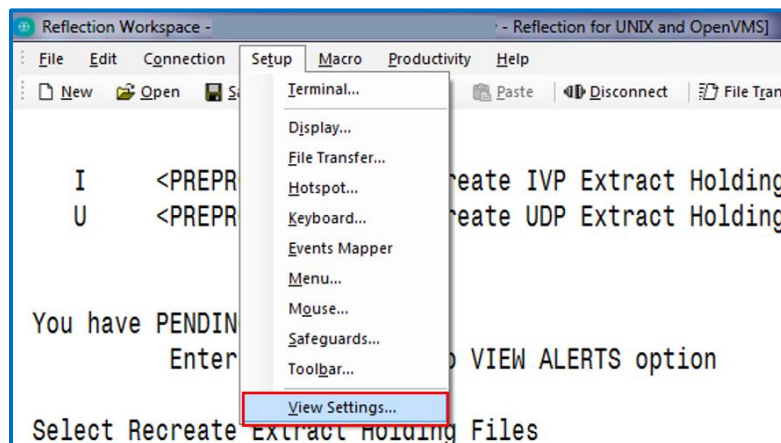 Reflection Workspace - - Reflection for UNIX and OpenVMS]
File Edit Connection Setup Macro Productivity Help
New Open Paste Disconnect File Tran
Terminal...
Display...
File Transfer...
Hotspot...
Keyboard...
Events Mapper
Menu...
Mouse...
Safeguards...
Toolbar...
View Settings...
I <PREPR reate IVP Extract Holding
U <PREPR reate UDP Extract Holding
You have PENDIN
Enter VIEW ALERTS option
Select Recreate Extract Holding Files